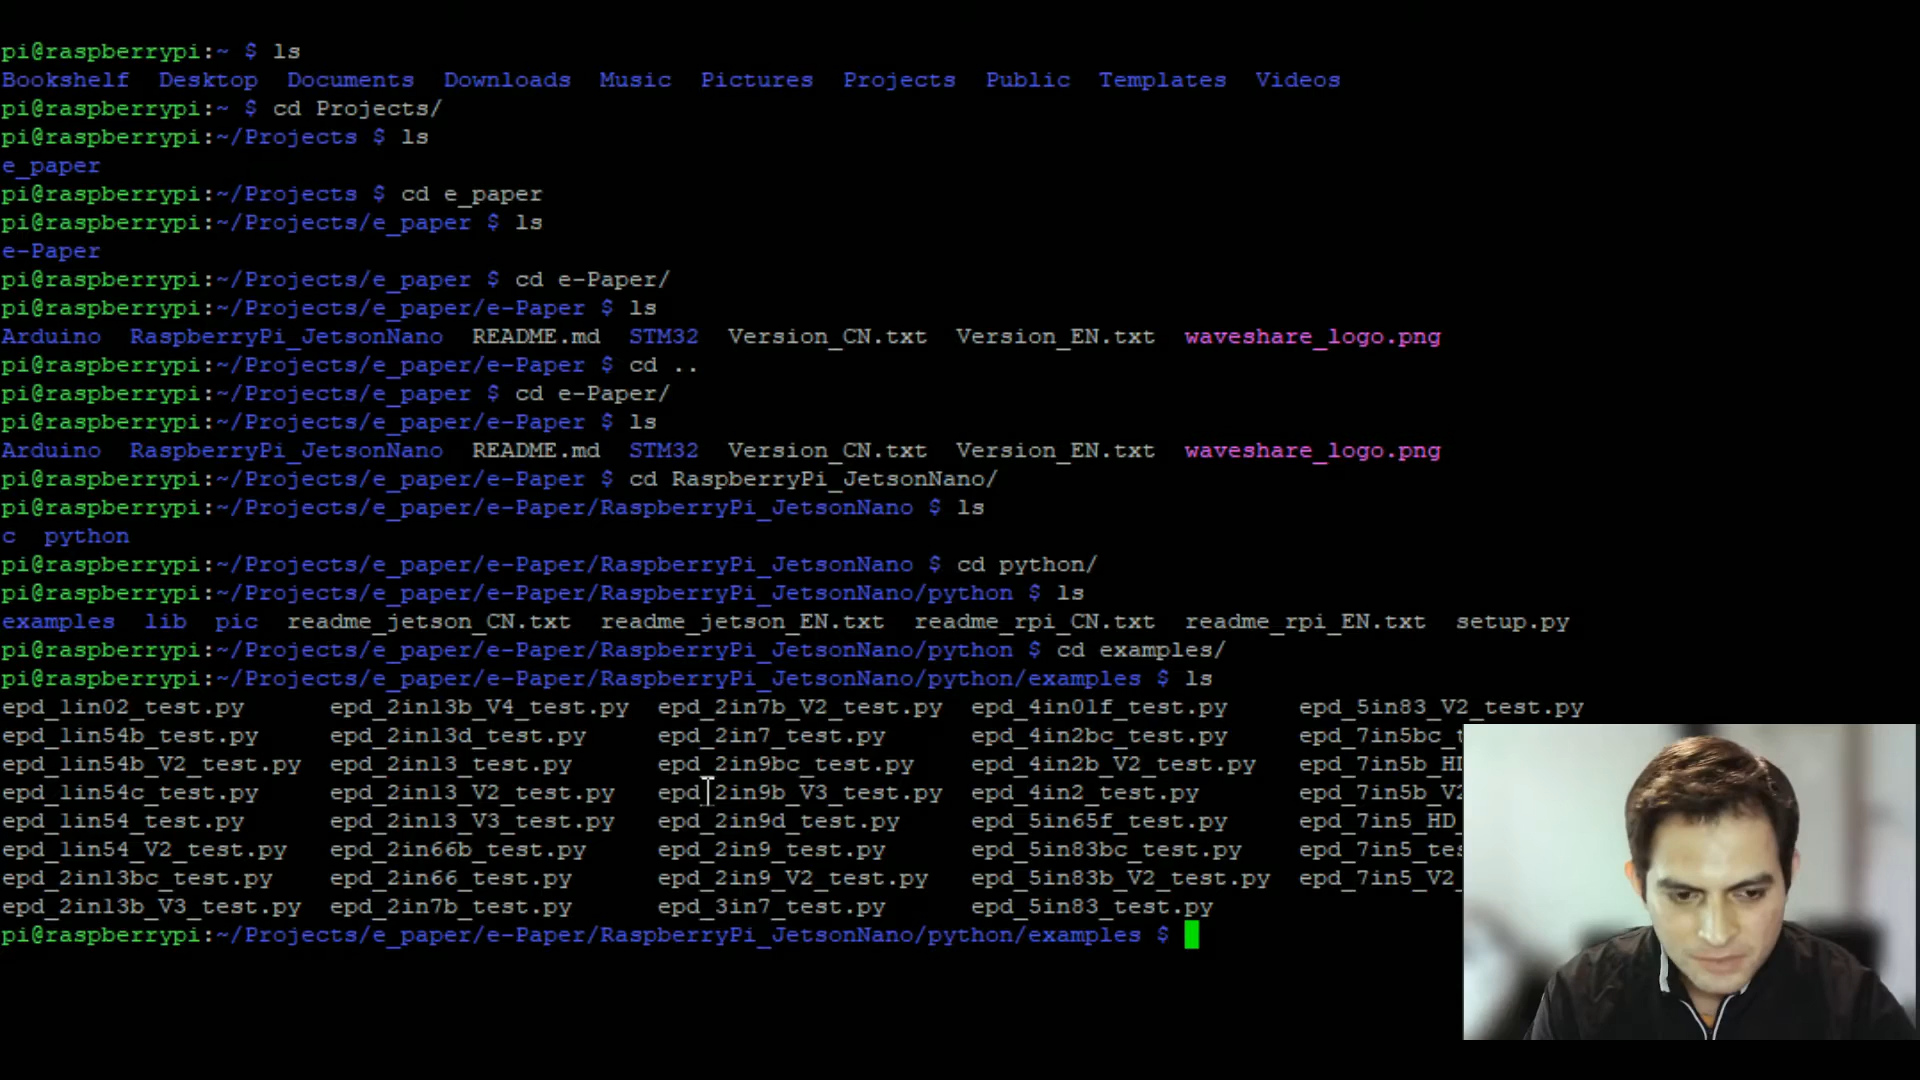 pi@raspberrypi:~ $ ls
Bookshelf Desktop Documents Downloads Music Pictures Projects Public Templates Videos
pi@raspberrypi:~ $ cd Projects/
pi@raspberrypi:~/Projects $ ls
e_paper
pi@raspberrypi:~/Projects $ cd e_paper
pi@raspberrypi:~/Projects/e_paper $ ls
e-Paper
pi@raspberrypi:~/Projects/e_paper $ cd e-Paper/
pi@raspberrypi:~/Projects/e_paper/e-Paper $ ls
Arduino RaspberryPi_JetsonNano README.md STM32 Version_CN.txt Version_EN.txt waveshare_logo.png
pi@raspberrypi:~/Projects/e_paper/e-Paper $ cd ..
pi@raspberrypi:~/Projects/e_paper $ cd e-Paper/
pi@raspberrypi:~/Projects/e_paper/e-Paper $ ls
Arduino RaspberryPi_JetsonNano README.md STM32 Version_CN.txt Version_EN.txt waveshare_logo.png
pi@raspberrypi:~/Projects/e_paper/e-Paper $ cd RaspberryPi_JetsonNano/
pi@raspberrypi:~/Projects/e_paper/e-Paper/RaspberryPi_JetsonNano $ ls
c python
pi@raspberrypi:~/Projects/e_paper/e-Paper/RaspberryPi_JetsonNano $ cd python/
pi@raspberrypi:~/Projects/e_paper/e-Paper/RaspberryPi_JetsonNano/python $ ls
examples lib pic readme_jetson_CN.txt readme_jetson_EN.txt readme_rpi_CN.txt readme_rpi_EN.txt setup.py
pi@raspberrypi:~/Projects/e_paper/e-Paper/RaspberryPi_JetsonNano/python $ cd examples/
pi@raspberrypi:~/Projects/e_paper/e-Paper/RaspberryPi_JetsonNano/python/examples $ ls
epd_1in02_test.py epd_2in13b_V4_test.py epd_2in7b_V2_test.py epd_4in01f_test.py epd_5in83_V2_test.py
epd_1in54b_test.py epd_2in13d_test.py epd_2in7_test.py epd_4in2bc_test.py epd_7in5bc_t
epd_1in54b_V2_test.py epd_2in13_test.py epd_2in9bc_test.py epd_4in2b_V2_test.py epd_7in5b_H
epd_1in54c_test.py epd_2in13_V2_test.py epd_2in9b_V3_test.py epd_4in2_test.py epd_7in5b_V2
epd_1in54_test.py epd_2in13_V3_test.py epd_2in9d_test.py epd_5in65f_test.py epd_7in5_HD_
epd_1in54_V2_test.py epd_2in66b_test.py epd_2in9_test.py epd_5in83bc_test.py epd_7in5_tes
epd_2in13bc_test.py epd_2in66_test.py epd_2in9_V2_test.py epd_5in83b_V2_test.py epd_7in5_V2_
epd_2in13b_V3_test.py epd_2in7b_test.py epd_3in7_test.py epd_5in83_test.py
pi@raspberrypi:~/Projects/e_paper/e-Paper/RaspberryPi_JetsonNano/python/examples $